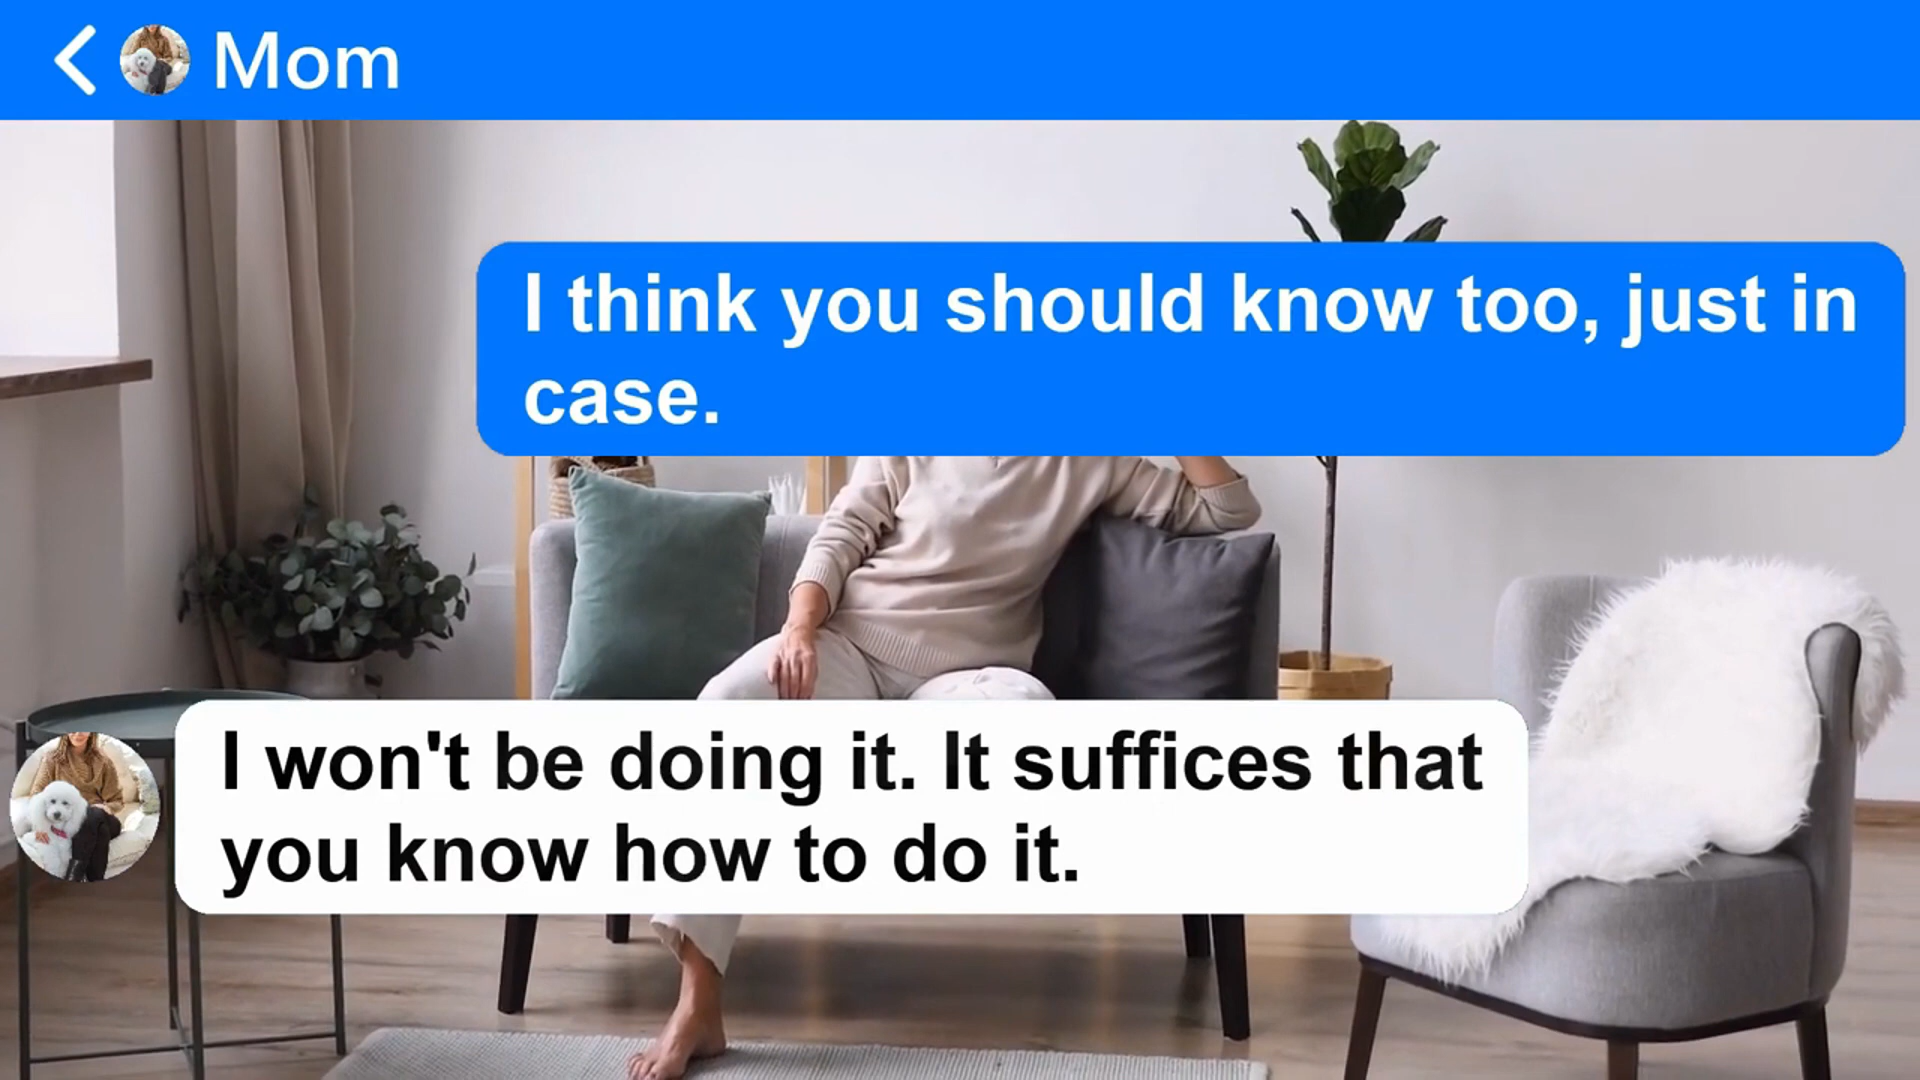 Mom
I think you should know too, just in
case.
I won't be doing it. It suffices that
you know how to do it.